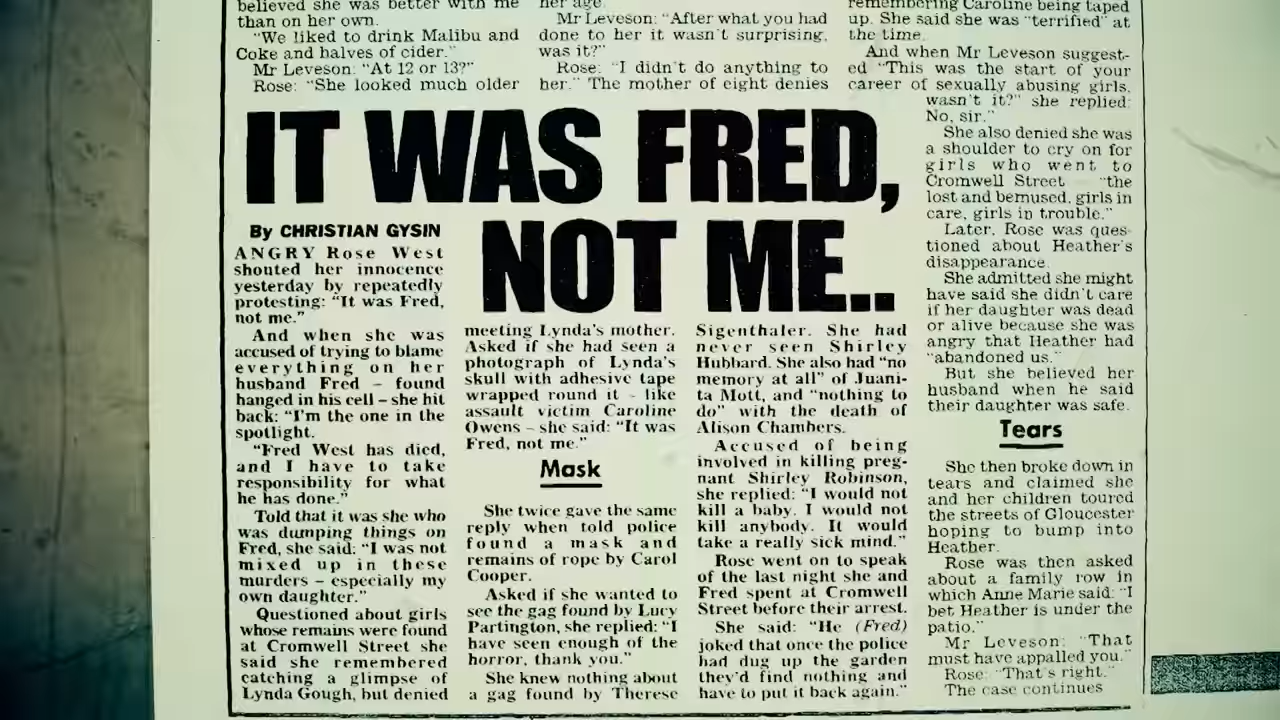 believed she was better with me
than on her own.
"We liked to drink Malibu and
Coke and halves of cider."
Mr Leveson: "At 12 or 13?"
Rose: "She looked much older
her age.
Mr Leveson: "After what you had
done to her it wasn't surprising,
was it?"
Rose: "I didn't do anything to
her." The mother of eight denies
remembering Caroline being taped
up. She said she was "terrified" at
the time.
And when Mr Leveson suggest-
ed "This was the start of your
career of sexually abusing girls,
wasn't it?" she replied:
No, sir."
She also denied she was
a shoulder to cry on for
girls who went to
Cromwell Street "the
lost and bemused, girls in
care, girls in trouble."
Later, Rose was ques-
tioned about Heather's
disappearance.
She admitted she might
have said she didn't care
if her daughter was dead
or alive because she was
angry that Heather had
"abandoned us."
But she believed her
husband when he said
their daughter was safe.
Tears
She then broke down in
tears and claimed she
and her children toured
the streets of Gloucester
hoping to bump into
Heather.
Rose was then asked
about a family row in
which Anne Marie said: "I
bet Heather is under the
patio."
Mr Leveson: "That
must have appalled you."
Rose: "That's right."
The case continues
IT WAS FRED,
NOT ME..
By CHRISTIAN GYSIN
ANGRY Rose West
shouted her innocence
yesterday by repeatedly
protesting: "It was Fred,
not me."
And when she was
accused of trying to blame
everything on her
husband Fred – found
hanged in his cell – she hit
back: "I'm the one in the
spotlight.
"Fred West has died,
and I have to take
responsibility for what
he has done."
Told that it was she who
was dumping things on
Fred, she said: "I was not
mixed up in these
murders – especially my
own daughter."
Questioned about girls
whose remains were found
at Cromwell Street she
said she remembered
catching a glimpse of
Lynda Gough, but denied
meeting Lynda's mother.
Asked if she had seen a
photograph of Lynda's
skull with adhesive tape
wrapped round it – like
assault victim Caroline
Owens – she said: "It was
Fred, not me."
Mask
She twice gave the same
reply when told police
found a mask and
remains of rope by Carol
Cooper.
Asked if she wanted to
see the gag found by Lucy
Partington, she replied: "I
have seen enough of the
horror, thank you."
She knew nothing about
a gag found by Therese
Sigenthaler. She had
never seen Shirley
Hubbard. She also had "no
memory at all" of Juani-
ta Mott, and "nothing to
do" with the death of
Alison Chambers.
Accused of being
involved in killing preg-
nant Shirley Robinson,
she replied: "I would not
kill a baby. I would not
kill anybody. It would
take a really sick mind."
Rose went on to speak
of the last night she and
Fred spent at Cromwell
Street before their arrest.
She said: "He (Fred)
joked that once the police
had dug up the garden
they'd find nothing and
have to put it back again."